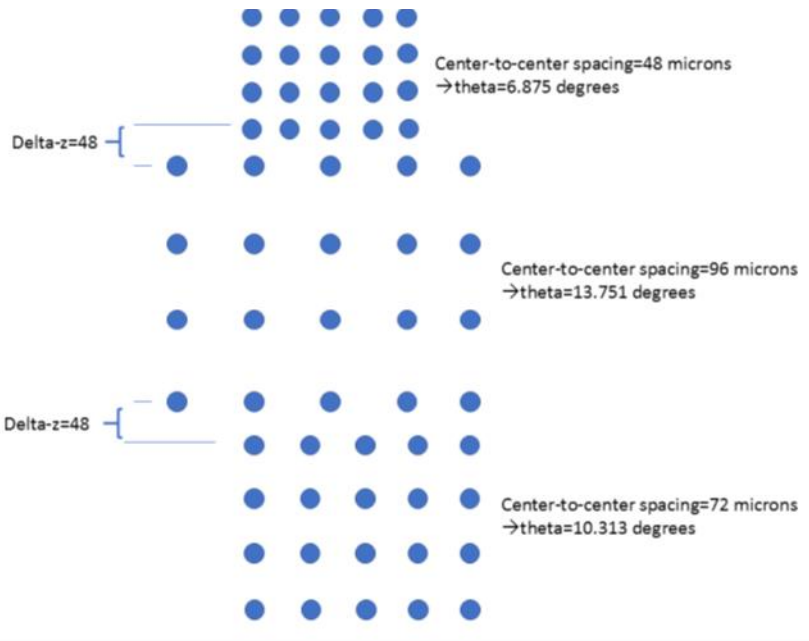 Center-to-center spacing=48 microns
→theta=6.875 degrees
Delta-z=48
Center-to-center spacing=96 microns
→theta=13.751 degrees
Delta-z=48
Center-to-center spacing=72 microns
→theta=10.313 degrees